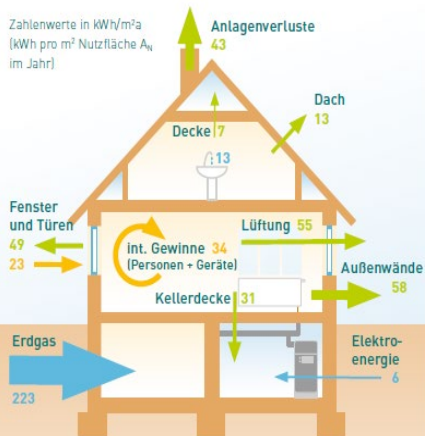 Zahlenwerte in kWh/m²a
(kWh pro m² Nutzfläche A_N
im Jahr)
Anlagenverluste
43
Dach
13
Decke 7
13
Fenster
und Türen
49
23
int. Gewinne 34
(Personen + Geräte)
Lüftung 55
Außenwände
58
Kellerdecke 31
Erdgas
223
Elektro-
energie
6